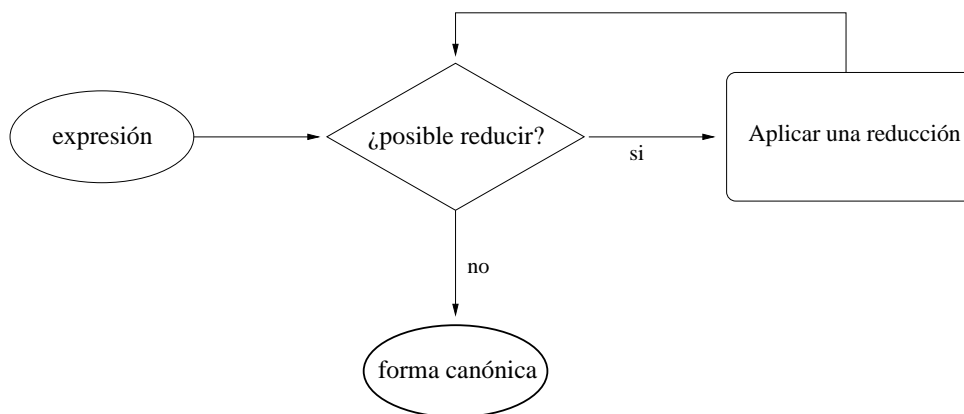 expresión
¿posible reducir?
si
Aplicar una reducción
no
forma canónica